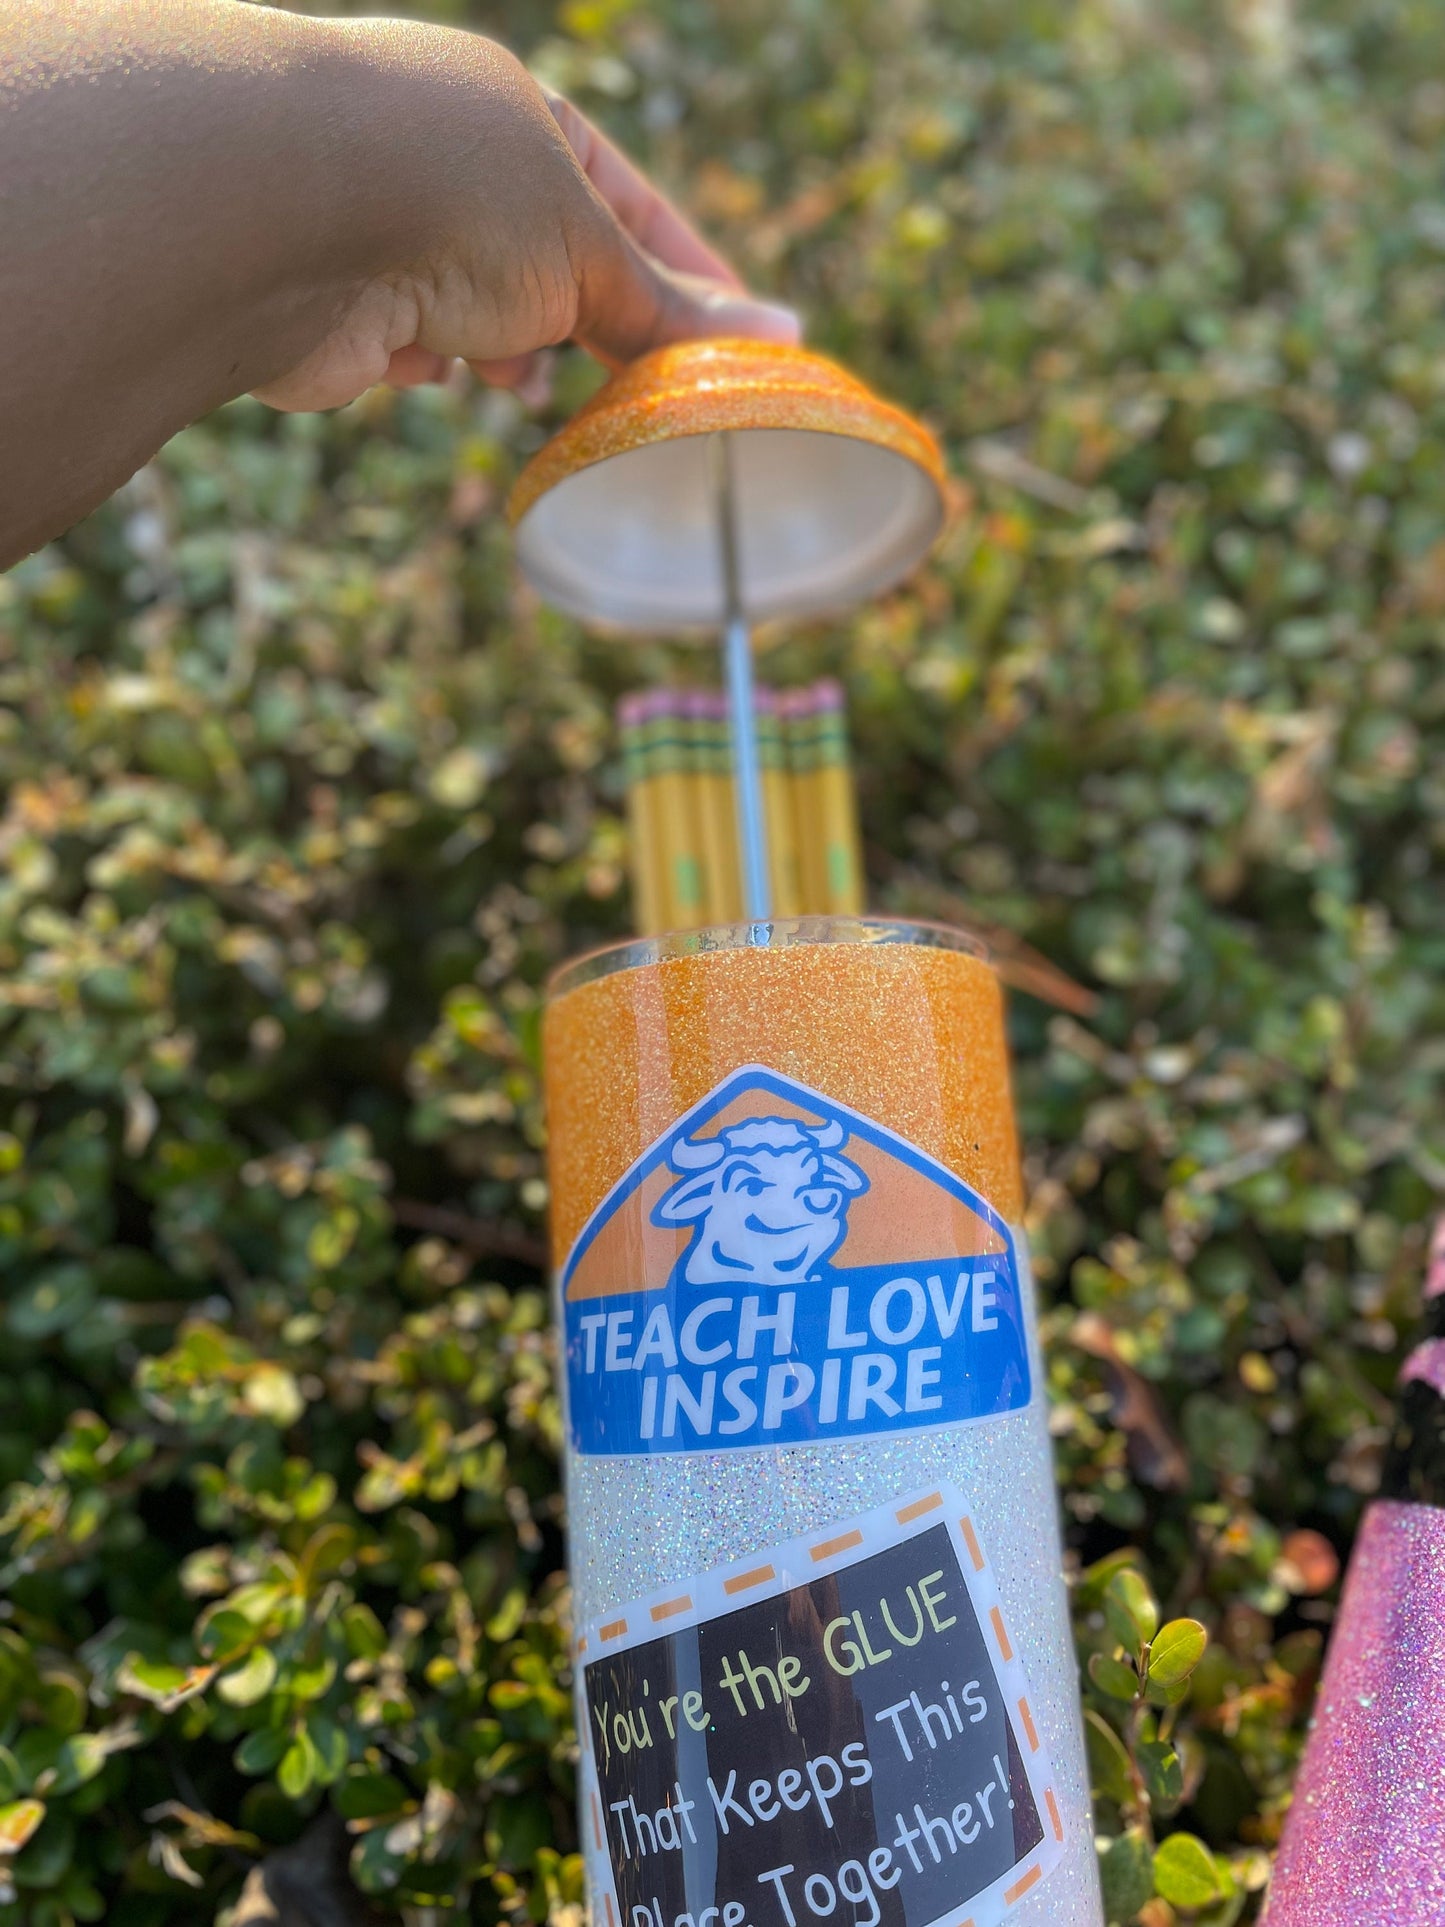 TEACH LOVE
INSPIRE
You're the GLUE
That Keeps This
Place Together!